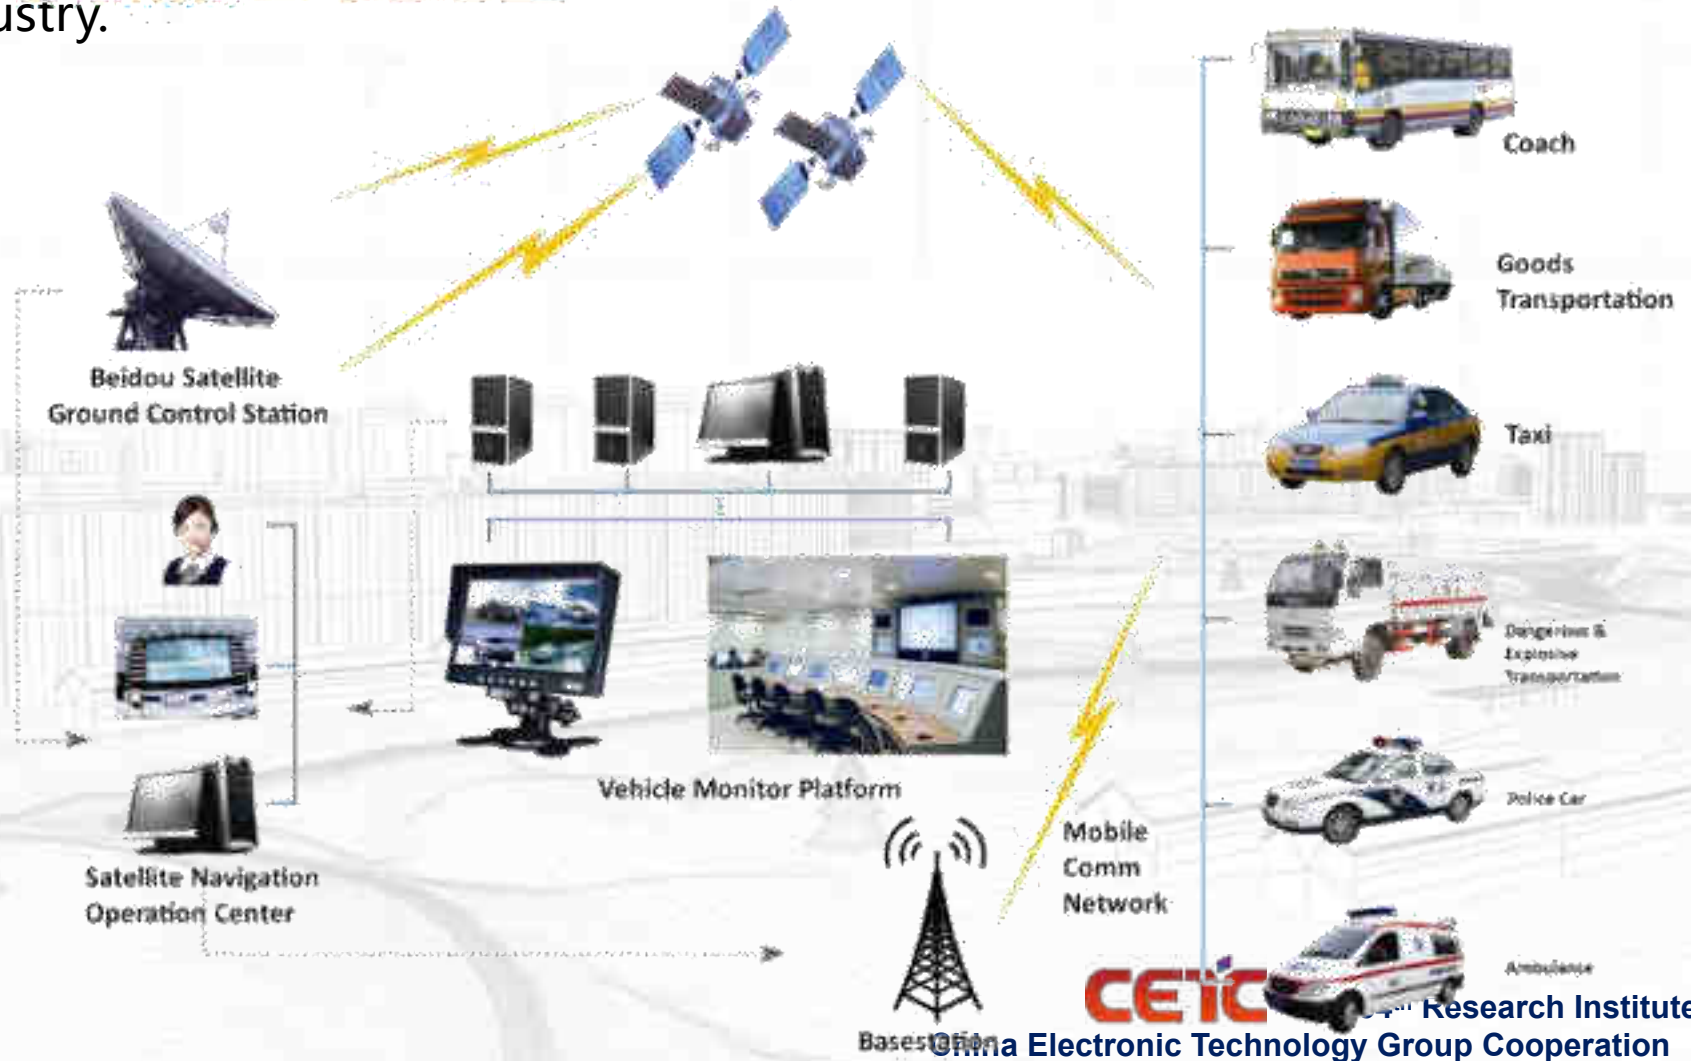 ustry.
Coach
Goods
Transportation
Beidou Satellite
Ground Control Station
Taxi
Dangerous &
Explosive
Transportation
Vehicle Monitor Platform
Police Car
Mobile
Comm
Network
Satellite Navigation
Operation Center
Ambulance
CETC
Research Institute
Basestation
China Electronic Technology Group Cooperation